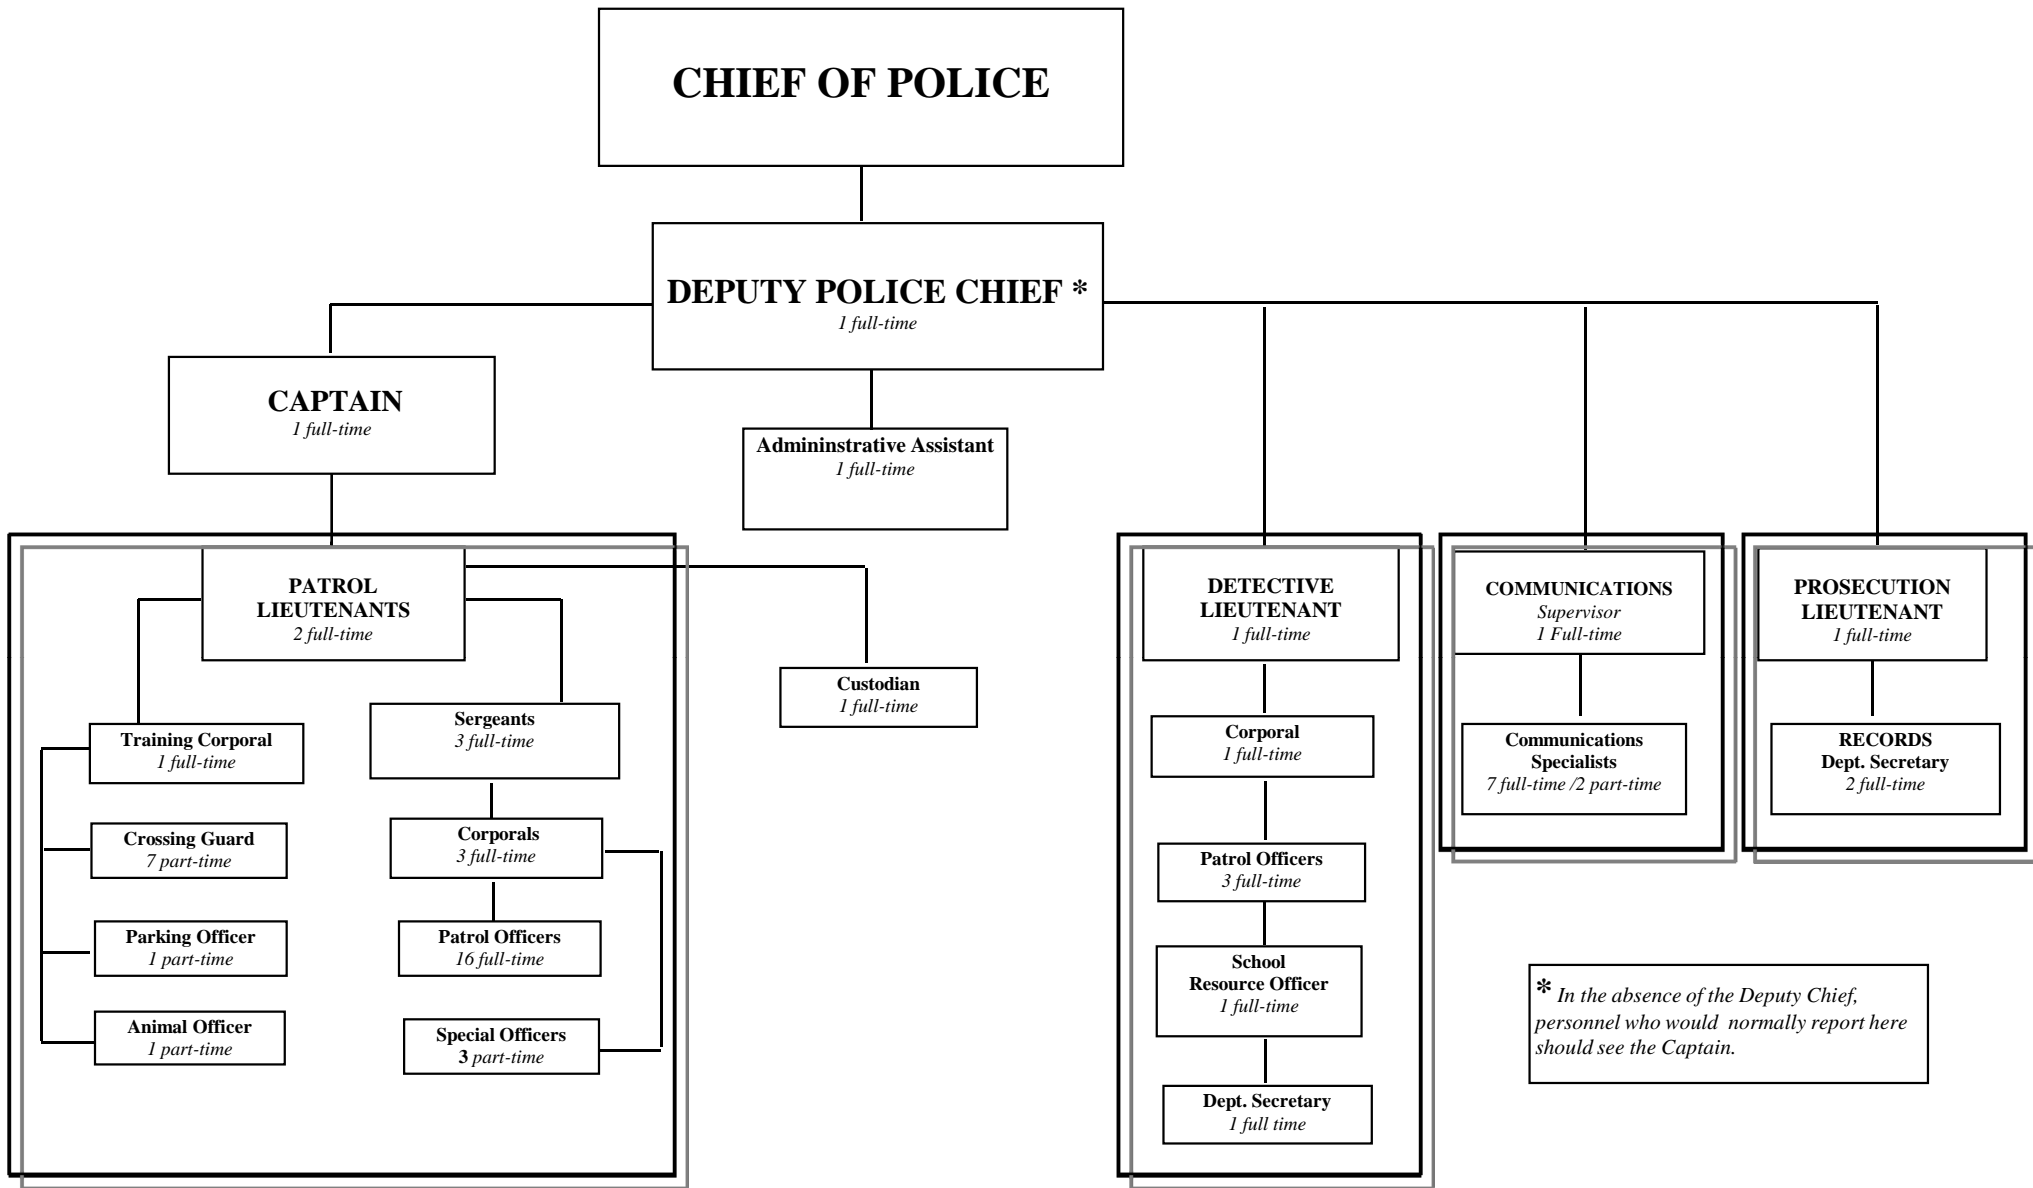 CHIEF OF POLICE
DEPUTY POLICE CHIEF *
1 full-time
CAPTAIN
1 full-time
Admininstrative Assistant
1 full-time
PATROL
LIEUTENANTS
2 full-time
Custodian
1 full-time
Training Corporal
1 full-time
Crossing Guard
7 part-time
Parking Officer
1 part-time
Animal Officer
1 part-time
Sergeants
3 full-time
Corporals
3 full-time
Patrol Officers
16 full-time
Special Officers
3 part-time
DETECTIVE
LIEUTENANT
1 full-time
Corporal
1 full-time
Patrol Officers
3 full-time
School
Resource Officer
1 full-time
Dept. Secretary
1 full time
COMMUNICATIONS
Supervisor
1 Full-time
Communications
Specialists
7 full-time /2 part-time
PROSECUTION
LIEUTENANT
1 full-time
RECORDS
Dept. Secretary
2 full-time
* In the absence of the Deputy Chief,
personnel who would normally report here
should see the Captain.